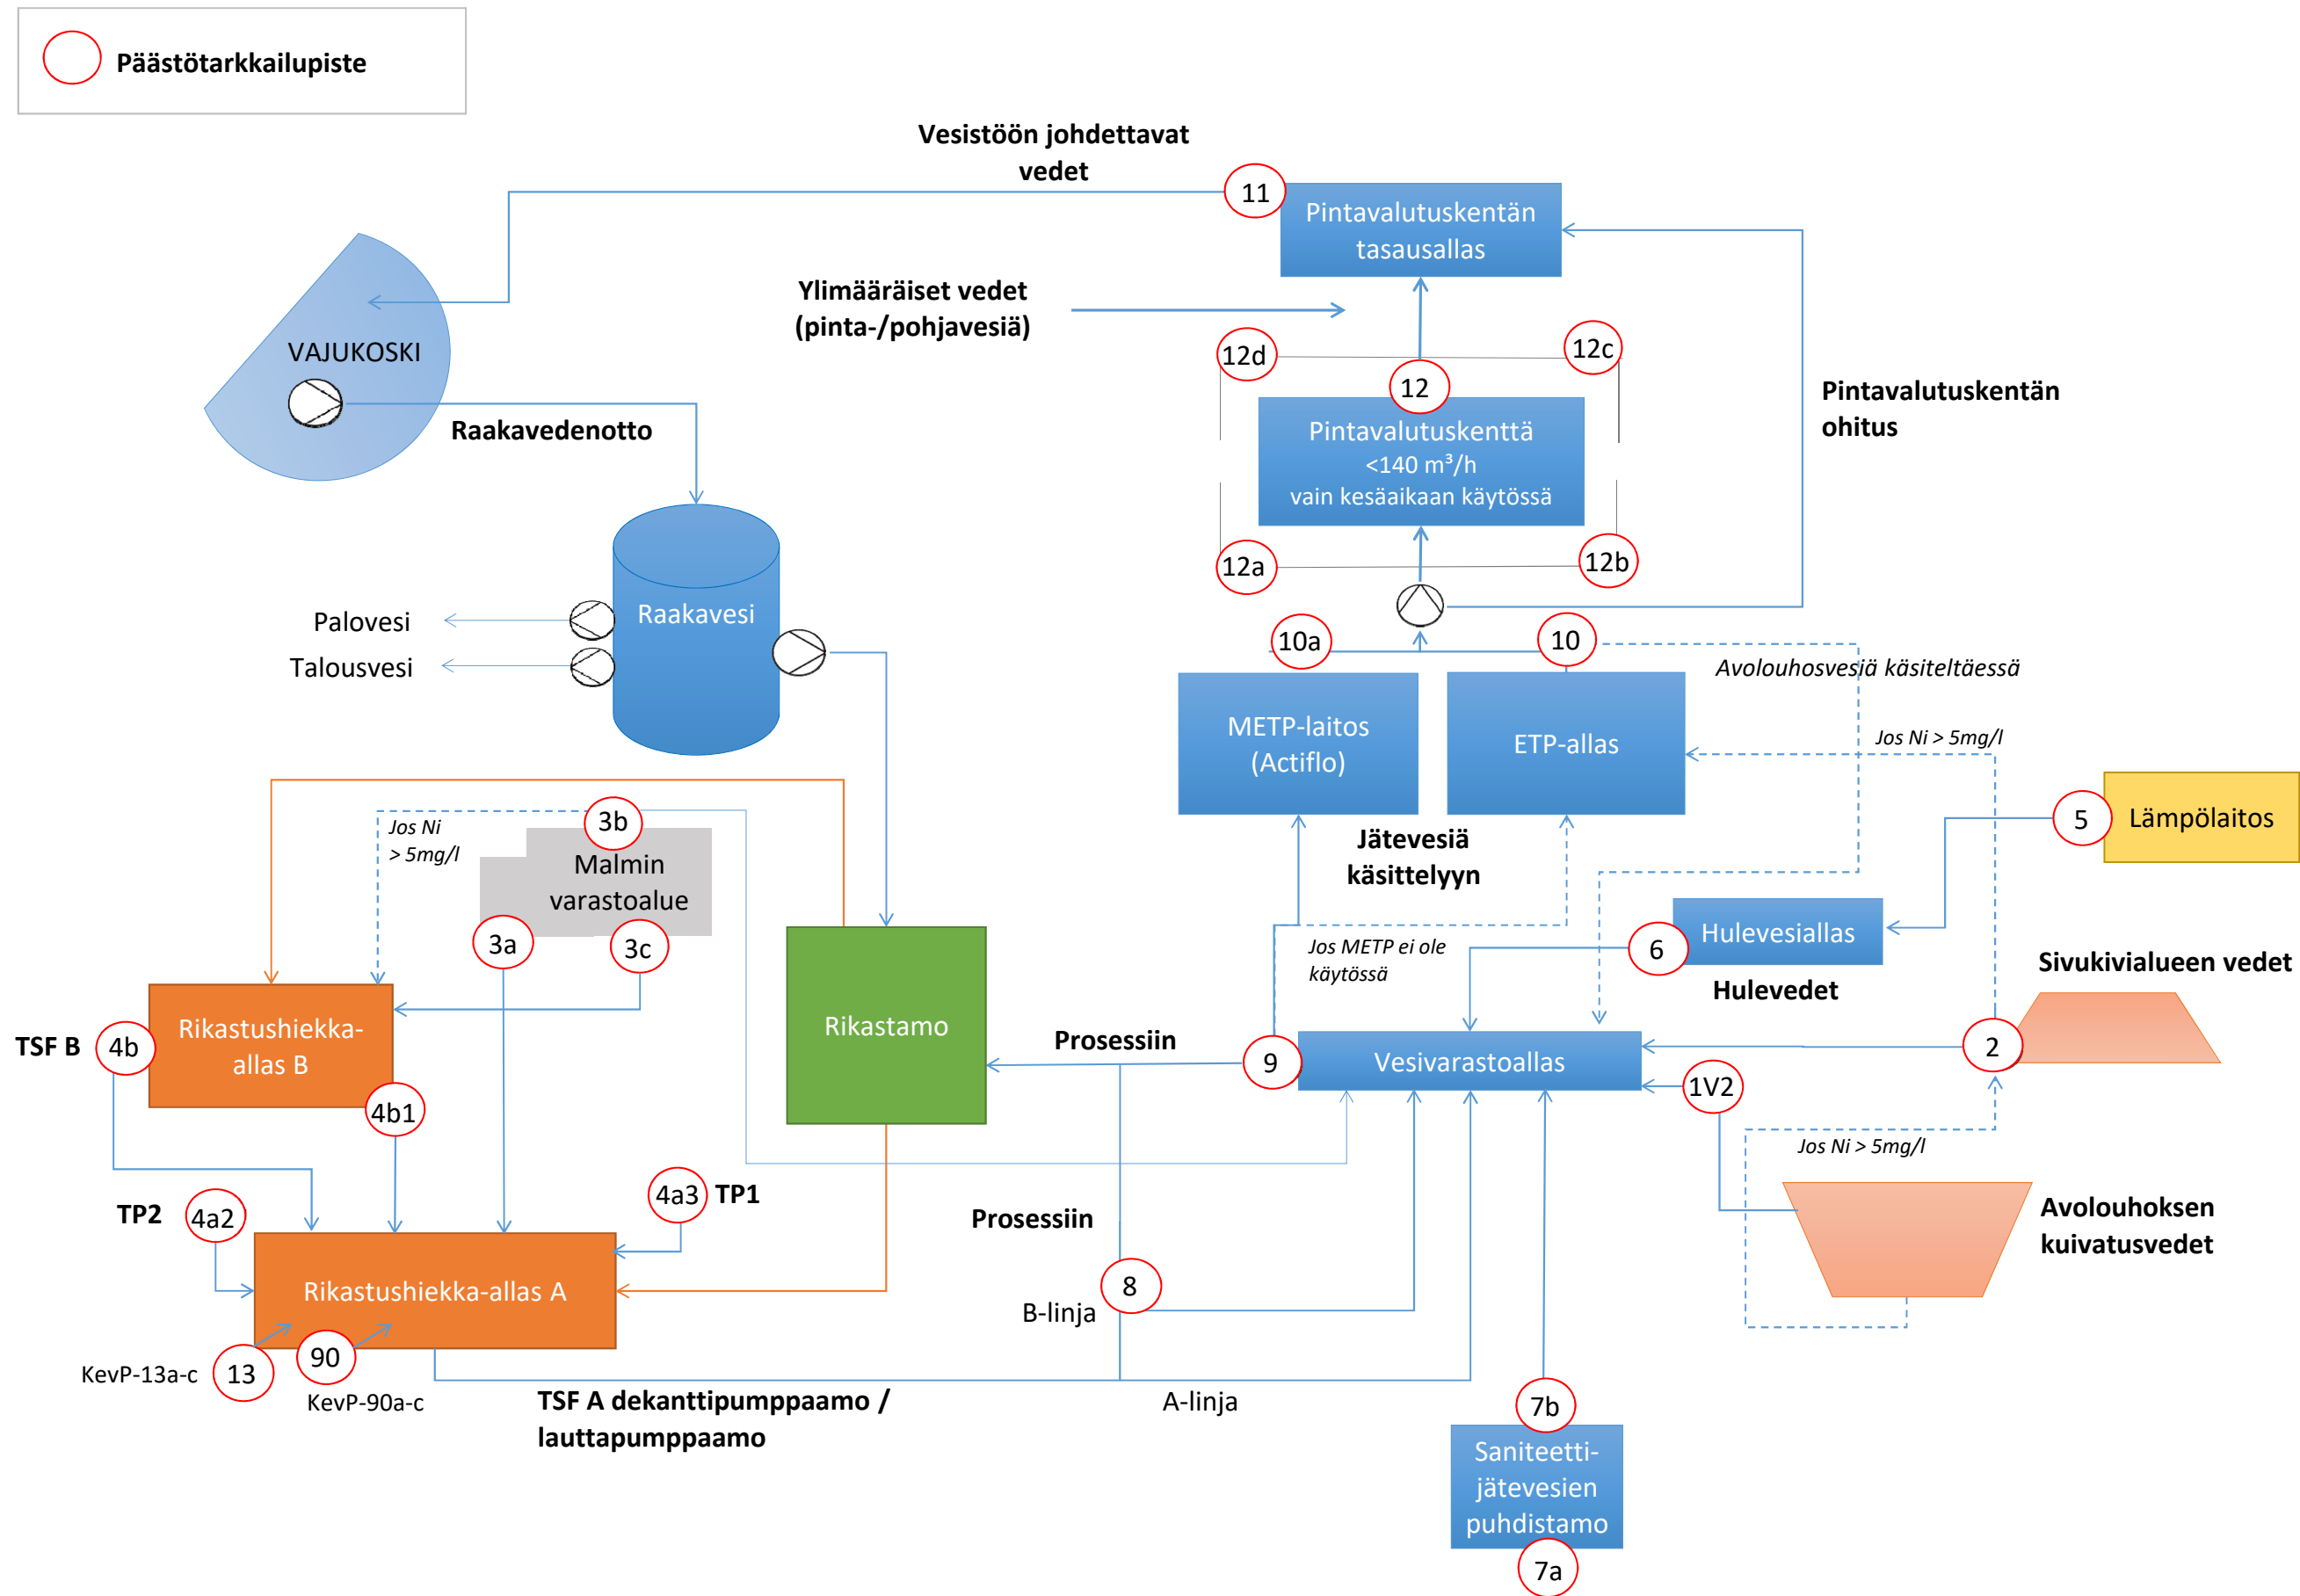 Päästötarkkailupiste
Vesistöön johdettavat
vedet
11
Pintavalutuskentän
tasausallas
Ylimääräiset vedet
(pinta-/pohjavesiä)
VAJUKOSKI
Raakavedenotto
12d
12c
12
Pintavalutuskenttä
<140 m³/h
vain kesäaikaan käytössä
12a
12b
Pintavalutuskentän
ohitus
Raakavesi
Palovesi
Talousvesi
10a
10
Avolouhosvesiä käsiteltäessä
METP-laitos
(Actiflo)
ETP-allas
Jos Ni > 5mg/l
5
Lämpölaitos
Jos Ni
> 5mg/l
3b
Malmin
varastoalue
3a
3c
Jätevesiä
käsittelyyn
Jos METP ei ole
käytössä
6
Hulevesiallas
Hulevedet
Sivukivialueen vedet
TSF B
4b
Rikastushiekka-
allas B
4b1
Rikastamo
Prosessiin
9
Vesivarastoallas
2
1V2
Jos Ni > 5mg/l
TP2
4a2
4a3
TP1
Prosessiin
Avolouhoksen
kuivatusvedet
Rikastushiekka-allas A
8
B-linja
KevP-13a-c
13
90
KevP-90a-c
TSF A dekanttipumppaamo /
lauttapumppaamo
A-linja
7b
Saniteetti-
jätevesien
puhdistamo
7a